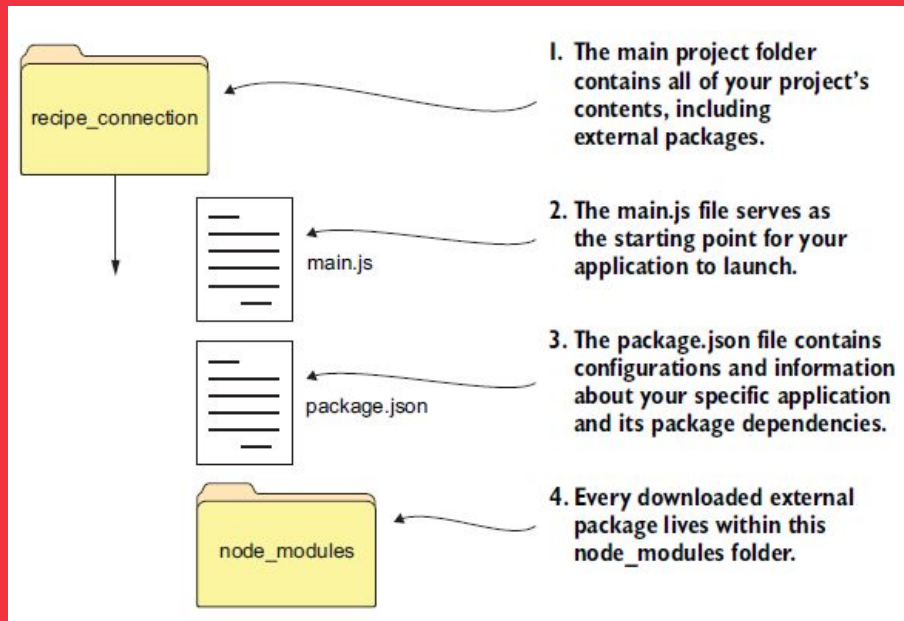 recipe_connection
1. The main project folder
contains all of your project's
contents, including
external packages.
main.js
2. The main.js file serves as
the starting point for your
application to launch.
package.json
3. The package.json file contains
configurations and information
about your specific application
and its package dependencies.
node_modules
4. Every downloaded external
package lives within this
node_modules folder.